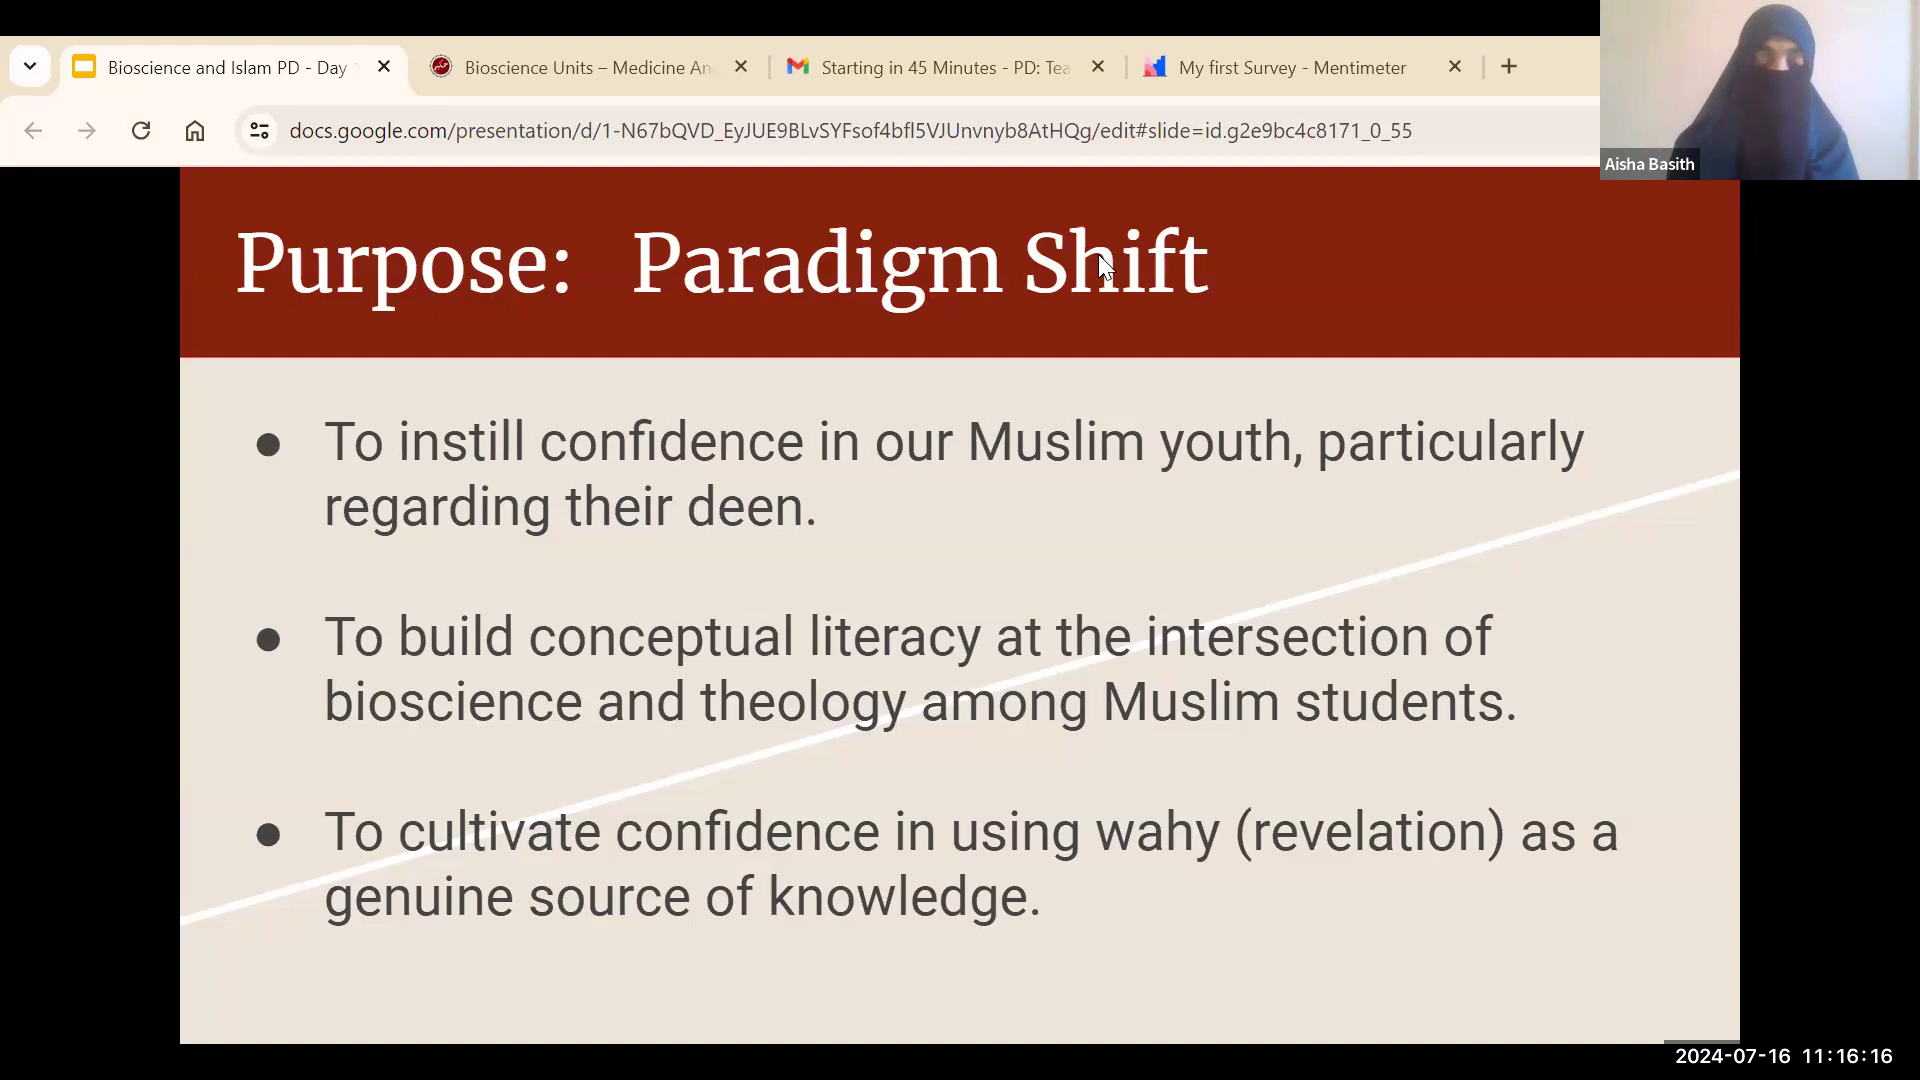 Bioscience and Islam PD - Day
Bioscience Units – Medicine An
Starting in 45 Minutes - PD: Tea
My first Survey - Mentimeter
docs.google.com/presentation/d/1-N67bQVD_EyJUE9BLvSYFsof4bfl5VJUnvnyb8AtHQg/edit#slide=id.g2e9bc4c8171_0_55
Aisha Basith
Purpose: Paradigm Shift
● To instill confidence in our Muslim youth, particularly
regarding their deen.
● To build conceptual literacy at the intersection of
bioscience and theology among Muslim students.
● To cultivate confidence in using wahy (revelation) as a
genuine source of knowledge.
2024-07-16 11:16:16